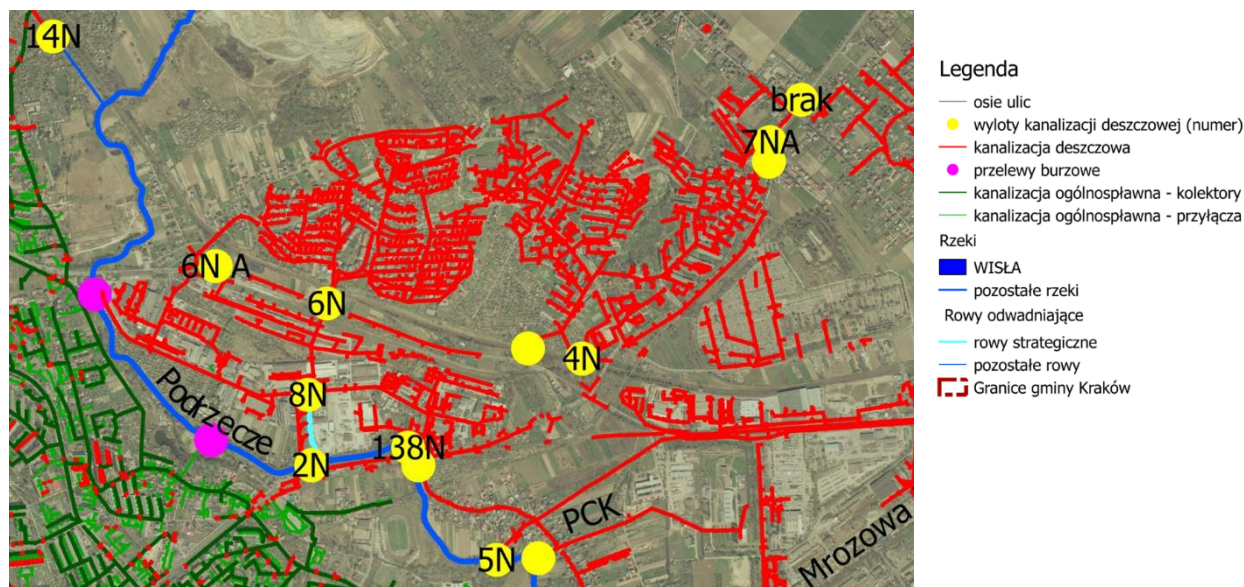 14N
brak
7NA
6N A
6N
4N
8N
Podrzecze
138N
2N
PCK
5N
Mrozowa
Legenda
osie ulic
wyloty kanalizacji deszczowej (numer)
kanalizacja deszczowa
przelewy burzowe
kanalizacja ogólnospławna - kolektory
kanalizacja ogólnospławna - przyłącza
Rzeki
WISŁA
pozostałe rzeki
Rowy odwadniające
rowy strategiczne
pozostałe rowy
Granice gminy Kraków